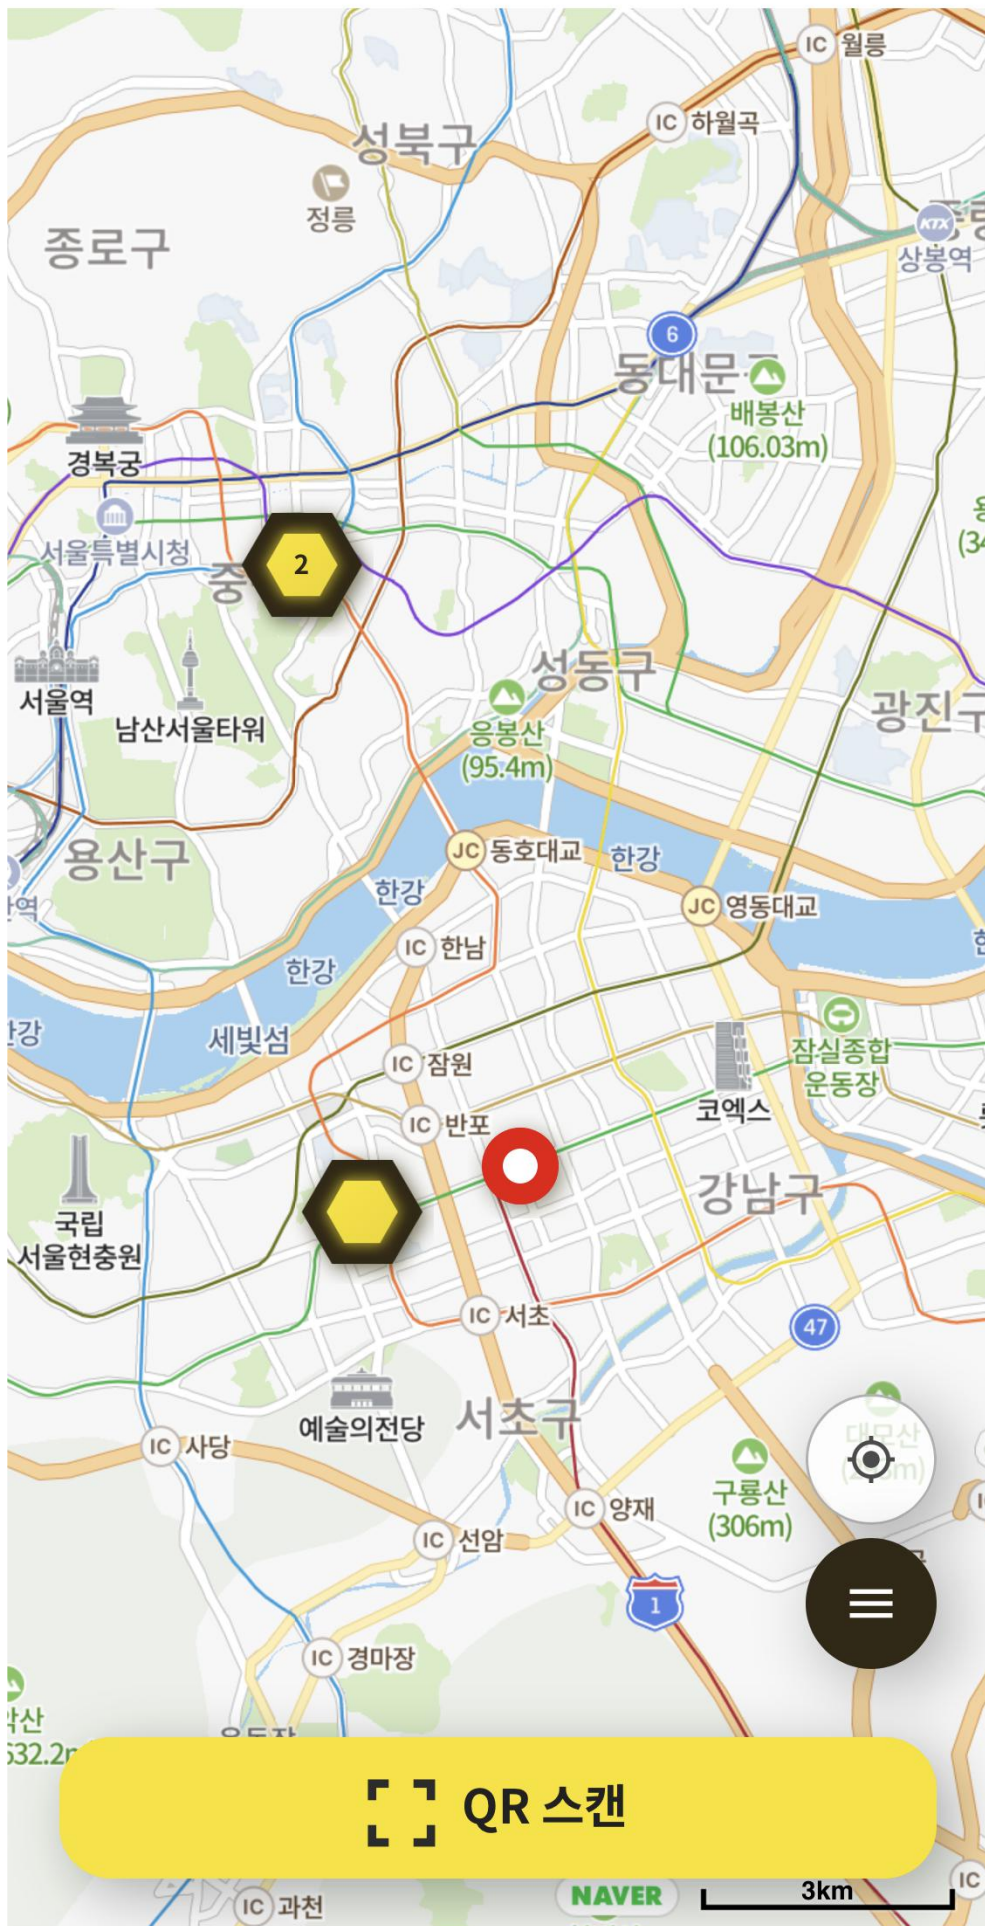 IC 월릉
성북구
IC 하월곡
정릉
종로구
KTX
상봉역
6
동대문
배봉산
(106.03m)
경복궁
서울특별시청
2
중
성동구
서울역
남산서울타워
응봉산
(95.4m)
광진구
용산구
JC 동호대교
한강
한강
JC 영동대교
IC 한남
한강
세빛섬
IC 잠원
잠실종합
운동장
코엑스
IC 반포
강남구
국립
서울현충원
IC 서초
47
예술의전당
서초구
IC 사당
구룡산
(306m)
IC 양재
IC 선암
1
IC 경마장
QR 스캔
NAVER
3km
IC
IC 과천